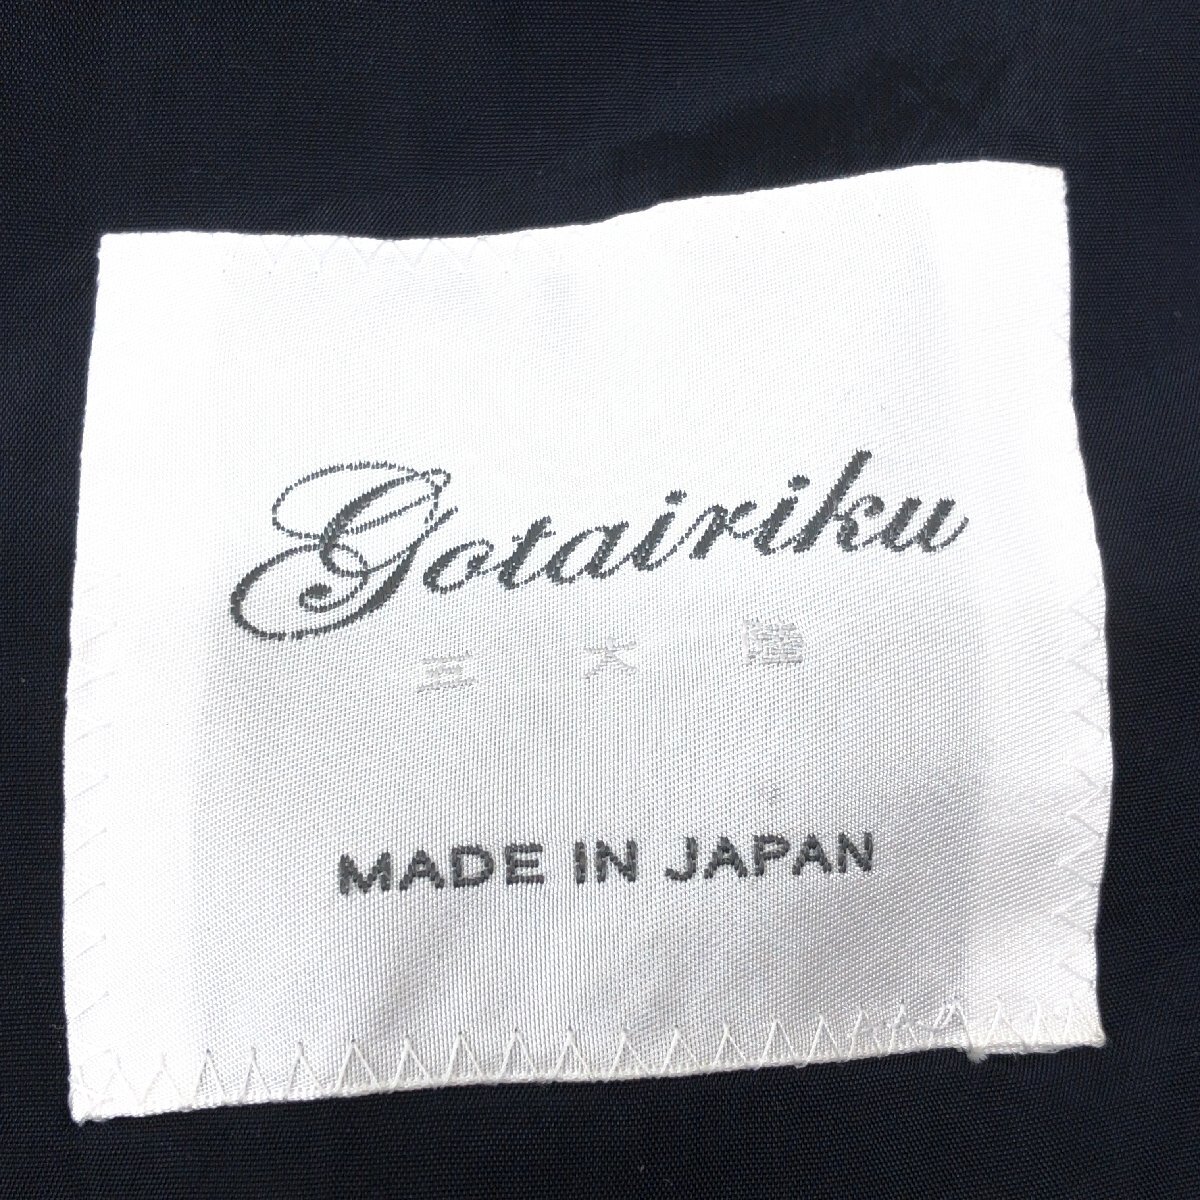 Gotairiku
五 大 陸
MADE IN JAPAN